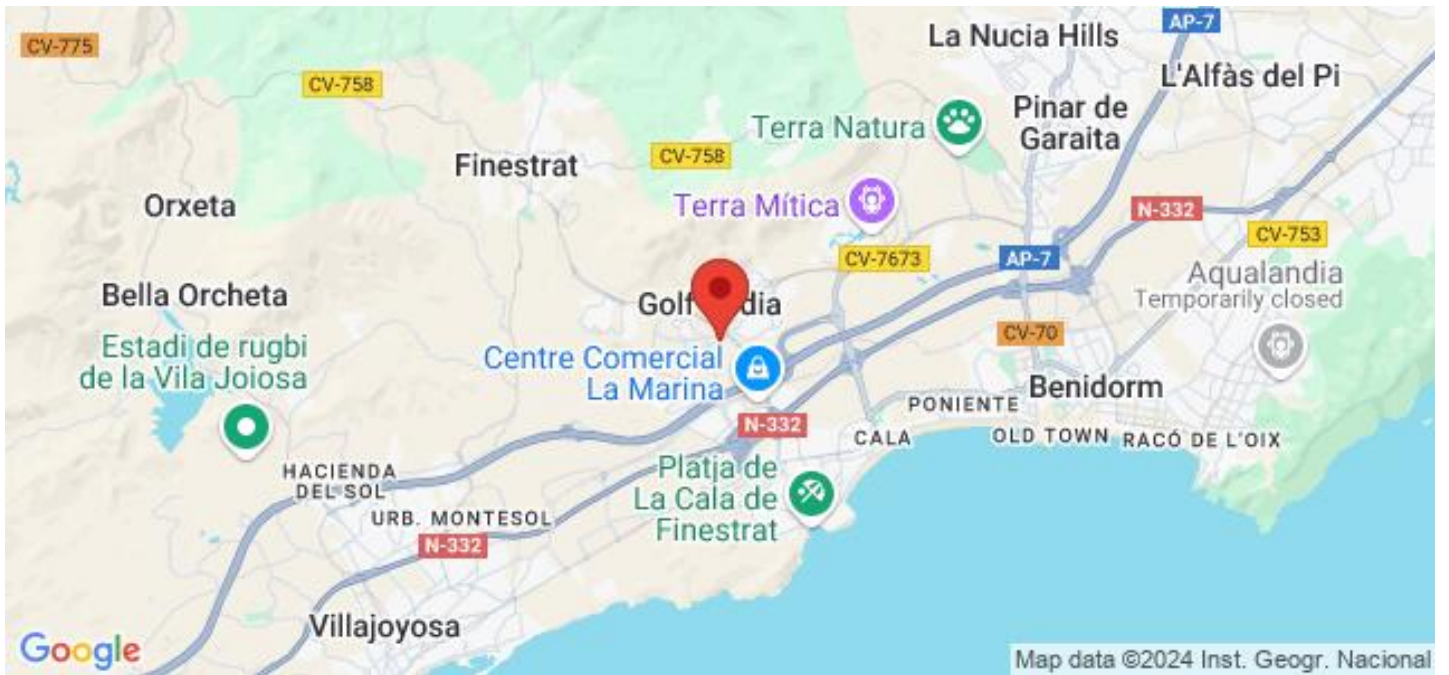 CV-775
CV-758
La Nucia Hills
AP-7
L'Alfàs del Pi
Terra Natura
Pinar de
Garaita
Finestrat
CV-758
Orxeta
Terra Mítica
N-332
CV-753
CV-7673
AP-7
Aqualandia
Temporarily closed
Bella Orcheta
Golf
dia
Estadi de rugbi
de la Vila Joiosa
Centre Comercial
La Marina
CV-70
Benidorm
PONIENTE
N-332
CALA
OLD TOWN
RACÓ DE L'OIX
HACIENDA
DEL SOL
Platja de
La Cala de
Finestrat
URB. MONTESOL
N-332
Villajoyosa
Google
Map data ©2024 Inst. Geogr. Nacional